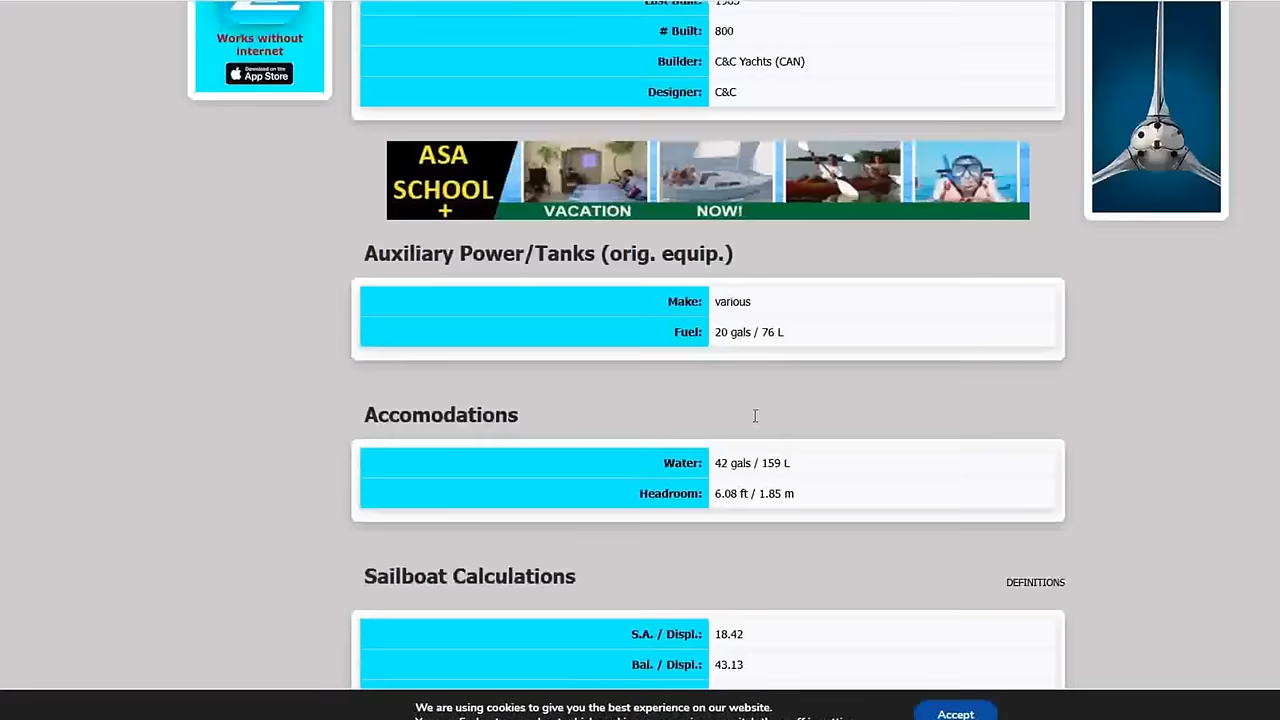 Works without
internet
Download on the
App Store
# Built: 800
Builder: C&C Yachts (CAN)
Designer: C&C
ASA
SCHOOL
+
VACATION NOW!
Auxiliary Power/Tanks (orig. equip.)
Make: various
Fuel: 20 gals / 76 L
Accomodations
Water: 42 gals / 159 L
Headroom: 6.08 ft / 1.85 m
Sailboat Calculations
DEFINITIONS
S.A. / Displ.: 18.42
Bal. / Displ.: 43.13
We are using cookies to give you the best experience on our website.
Accept